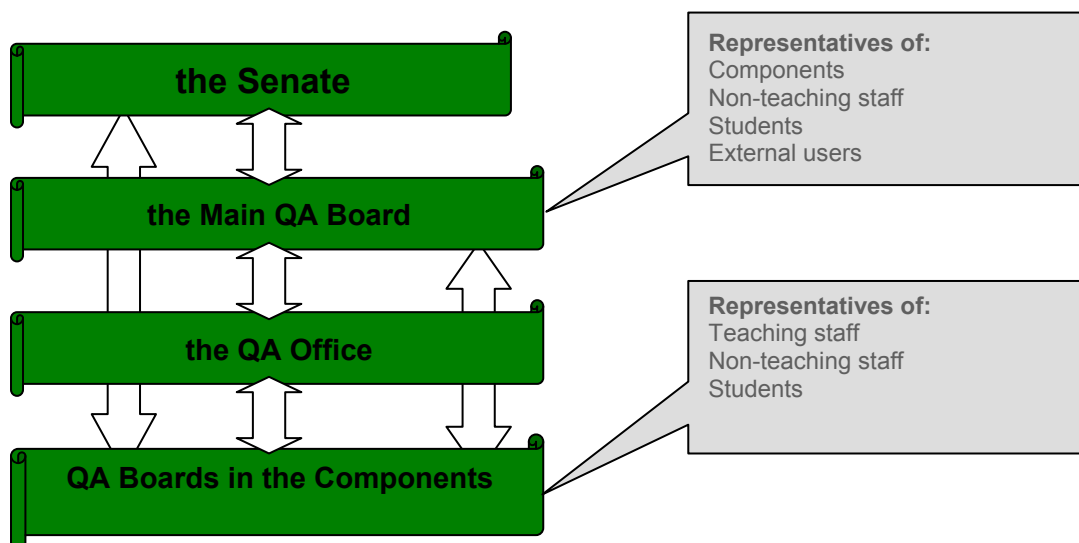 the Senate
Representatives of:
Components
Non-teaching staff
Students
External users
the Main QA Board
the QA Office
Representatives of:
Teaching staff
Non-teaching staff
Students
QA Boards in the Components